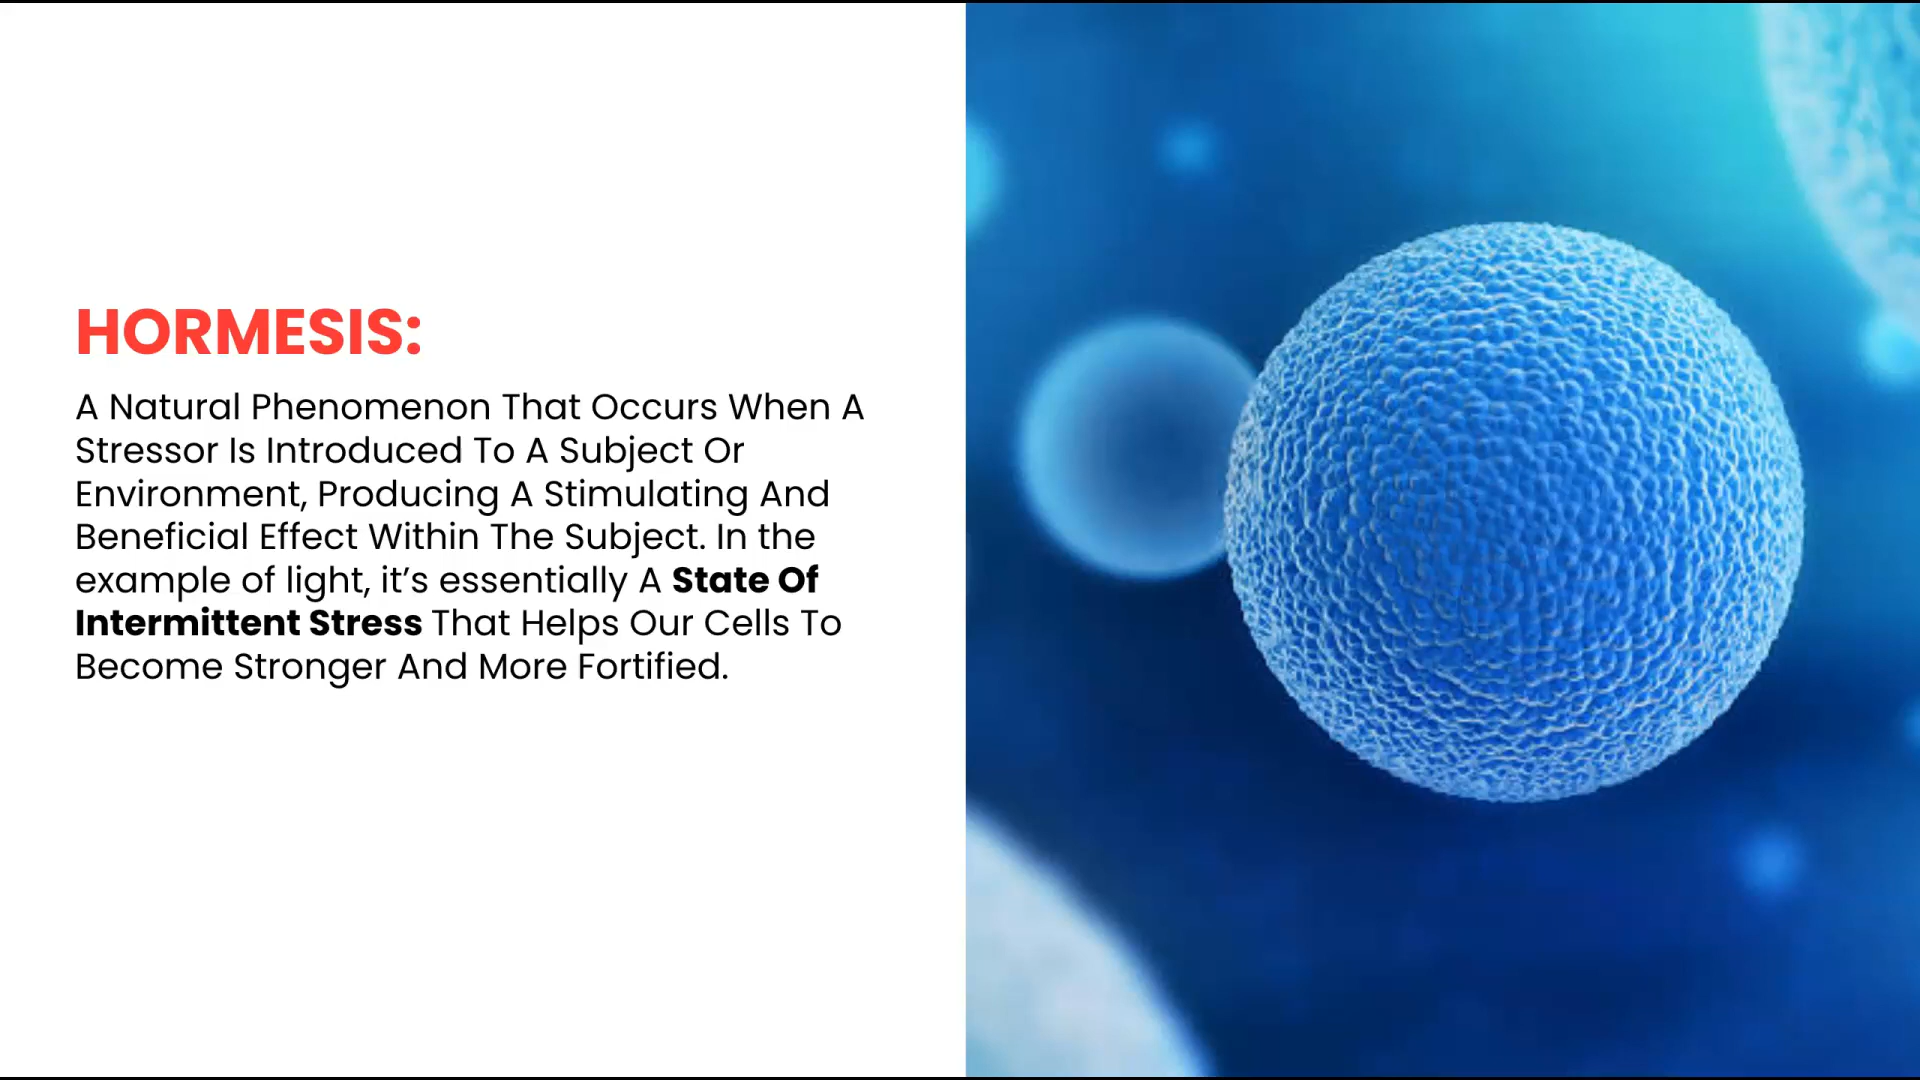 HORMESIS:
A Natural Phenomenon That Occurs When A
Stressor Is Introduced To A Subject Or
Environment, Producing A Stimulating And
Beneficial Effect Within The Subject. In the
example of light, it’s essentially A State Of
Intermittent Stress That Helps Our Cells To
Become Stronger And More Fortified.